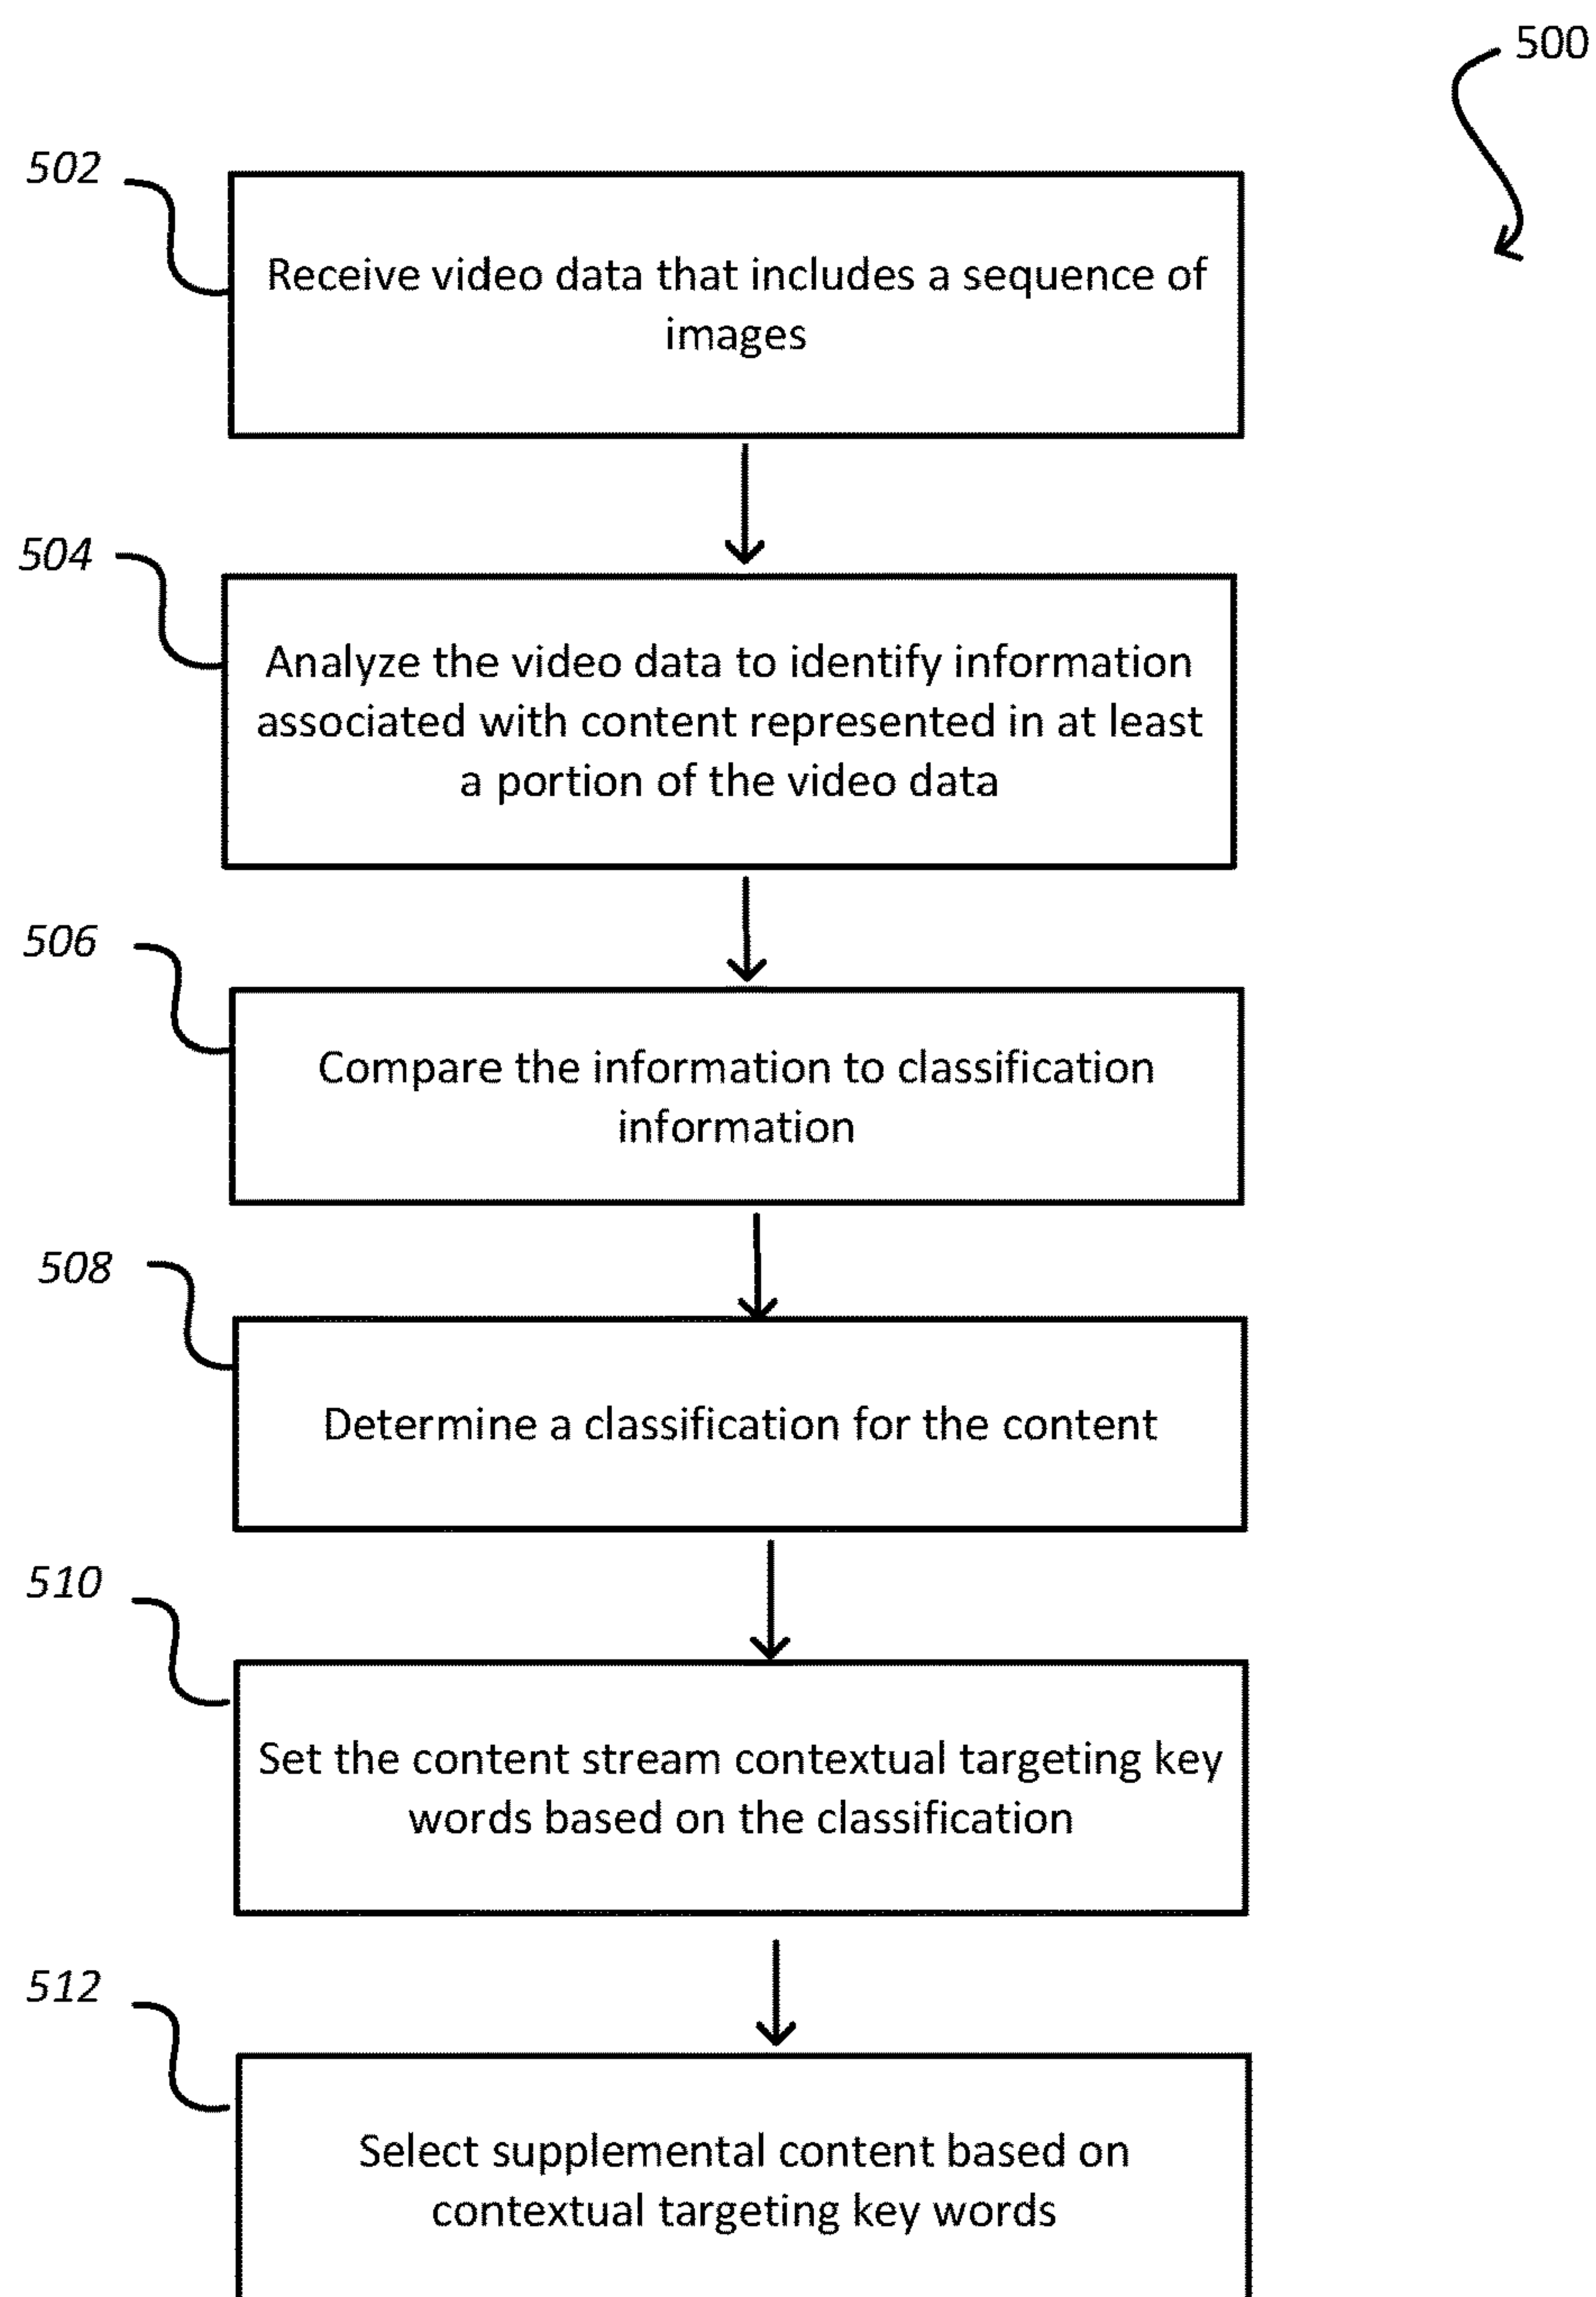 500
502
Receive video data that includes a sequence of
images
504
Analyze the video data to identify information
associated with content represented in at least
a portion of the video data
506
Compare the information to classification
information
508
Determine a classification for the content
510
Set the content stream contextual targeting key
words based on the classification
512
Select supplemental content based on
contextual targeting key words